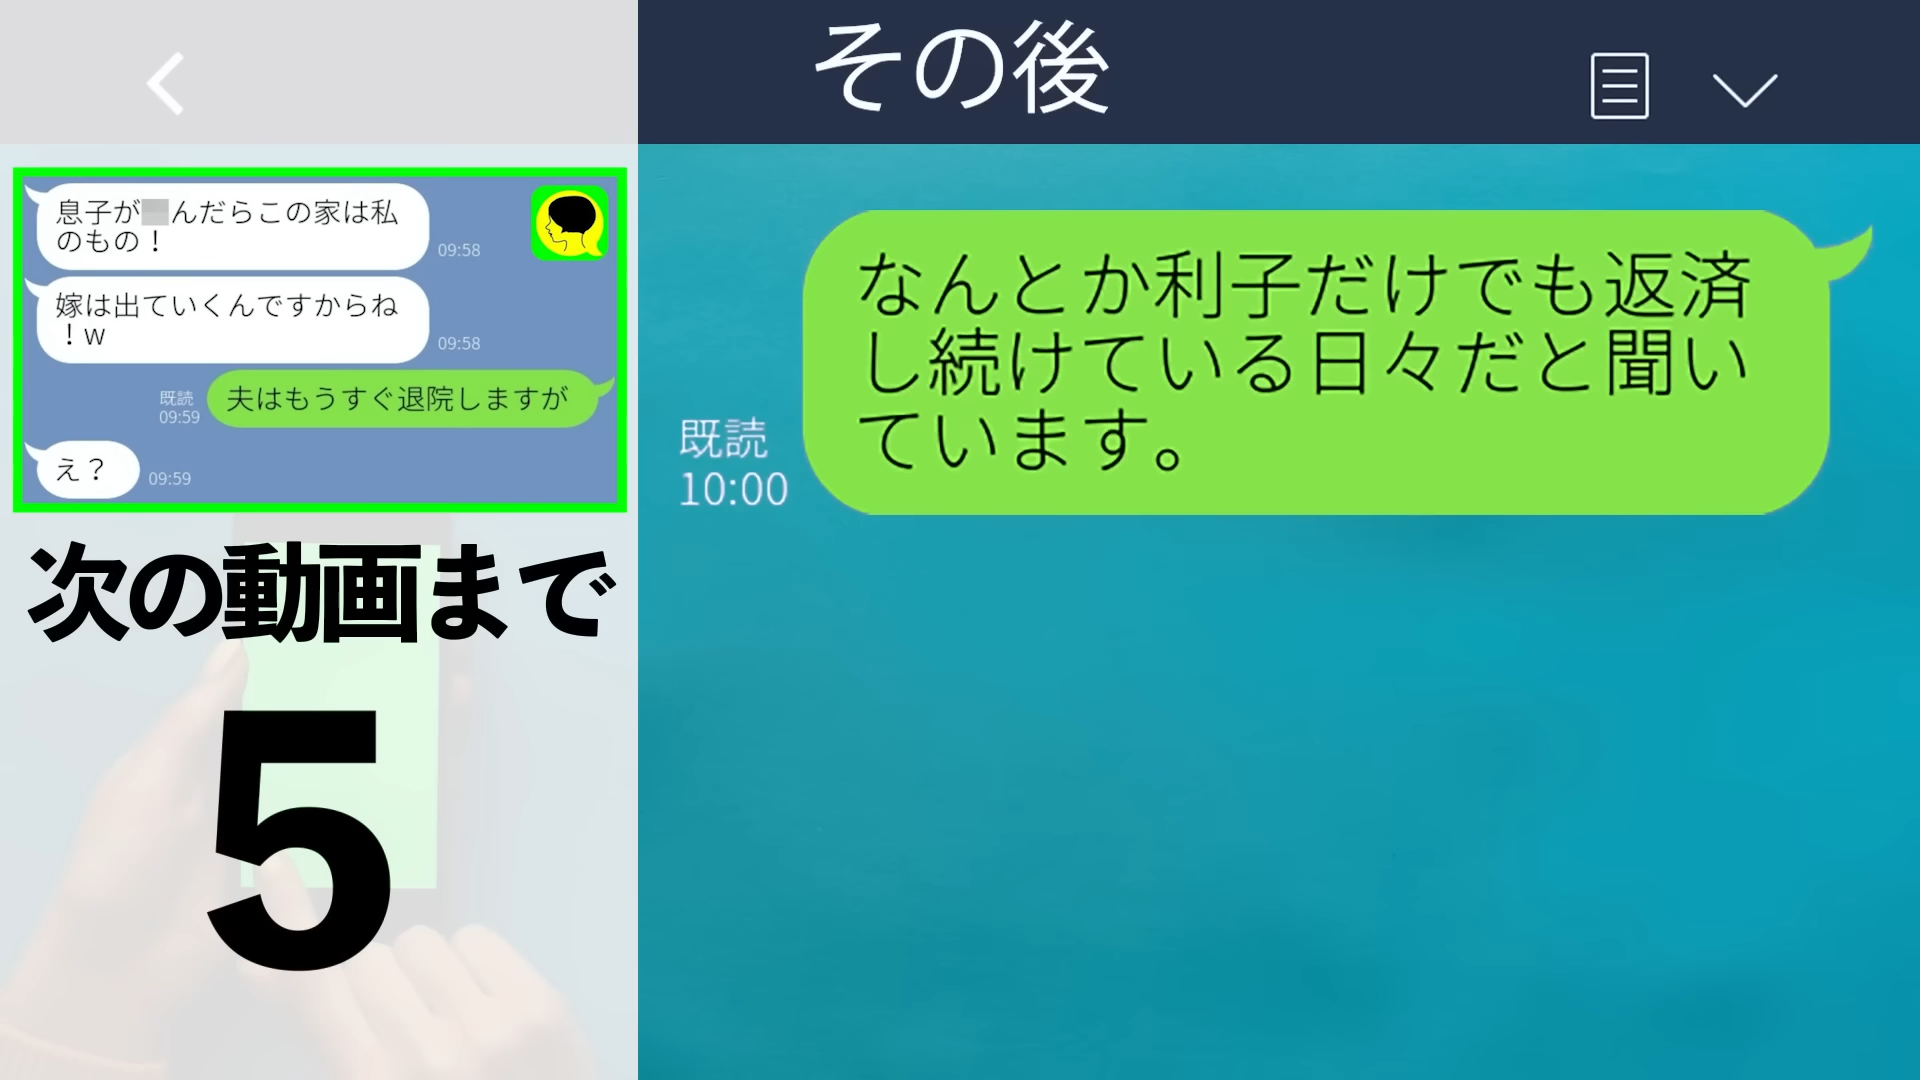 息子が んだらこの家は私
のもの！
09:58
嫁は出ていくんですからね
！w
09:58
既読
09:59
夫はもうすぐ退院しますが
え？
09:59
次の動画まで
5
その後
なんとか利子だけでも返済
し続けている日々だと聞い
ています。
既読
10:00